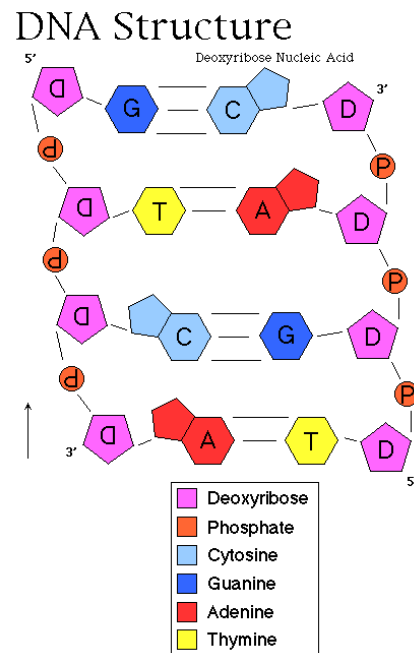 DNA Structure
Deoxyribose Nucleic Acid
5’ 3’
D G C D
P P
D T A D
P P
D C G D
P P
D A T D
3’ 5
Deoxyribose
Phosphate
Cytosine
Guanine
Adenine
Thymine